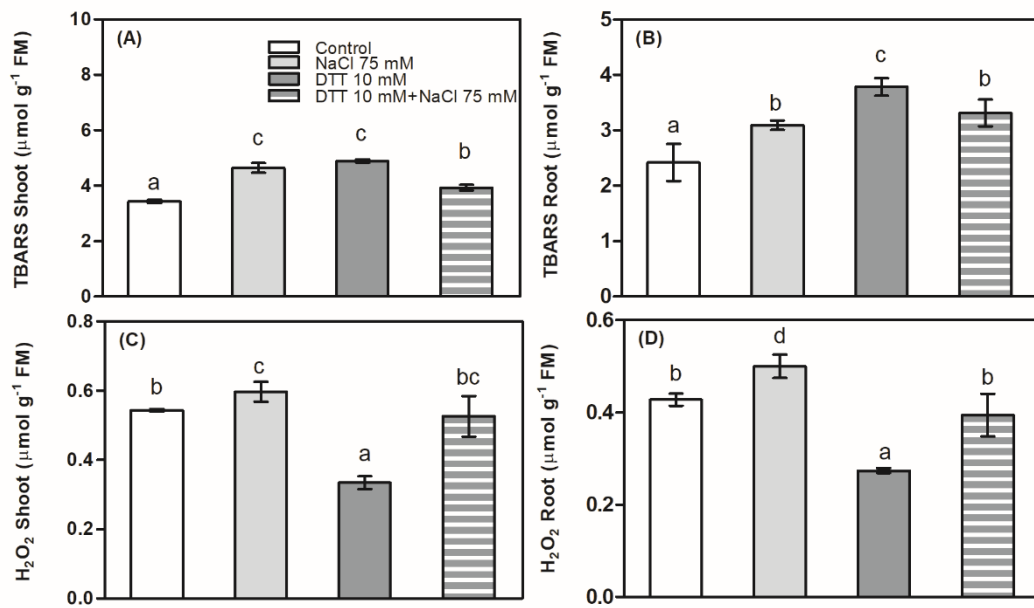 (A)
Control
NaCl 75 mM
DTT 10 mM
DTT 10 mM+NaCl 75 mM
TBARS Shoot (μmol g⁻¹ FM)
10
8
6
4
2
0
a
c
c
b
(B)
TBARS Root (μmol g⁻¹ FM)
5
4
3
2
1
0
a
b
c
b
(C)
H₂O₂ Shoot (μmol g⁻¹ FM)
0.8
0.6
0.4
0.2
0.0
b
c
a
bc
(D)
H₂O₂ Root (μmol g⁻¹ FM)
0.6
0.4
0.2
0.0
b
d
a
b